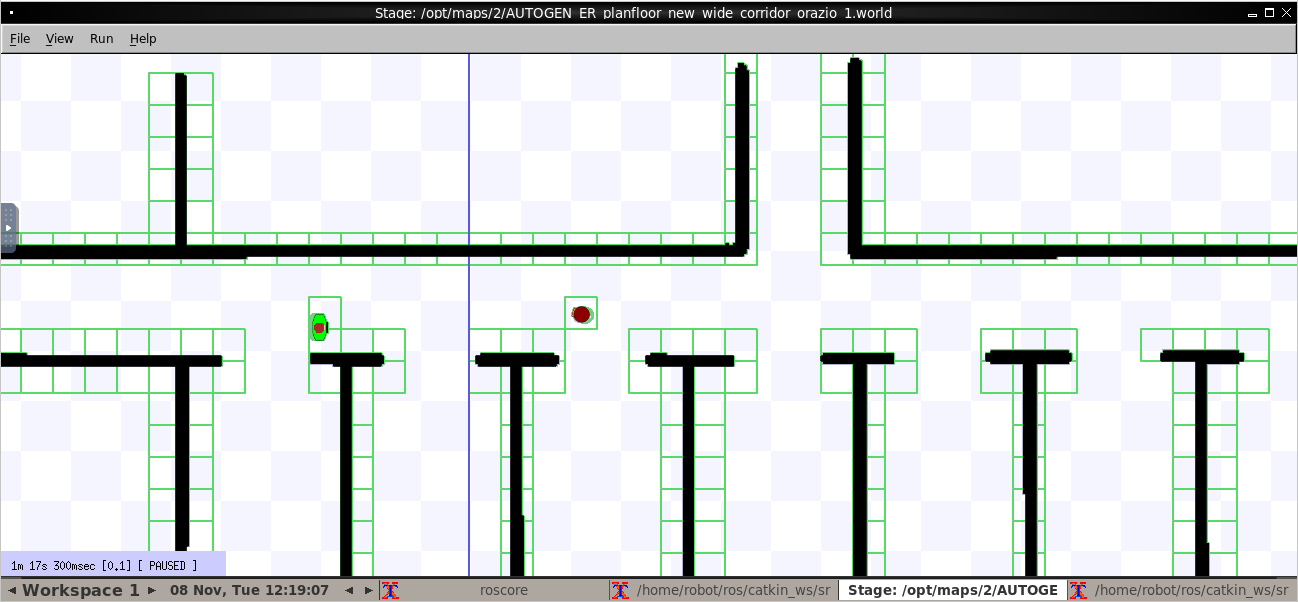 Stage: /opt/maps/2/AUTOGEN_ER_planfloor_new_wide_corridor_orazio_1.world
File View Run Help
1m 17s 300msec [0.1] [ PAUSED ]
Workspace 1 08 Nov, Tue 12:19:07 roscore /home/robot/ros/catkin_ws/sr Stage: /opt/maps/2/AUTOGE /home/robot/ros/catkin_ws/sr